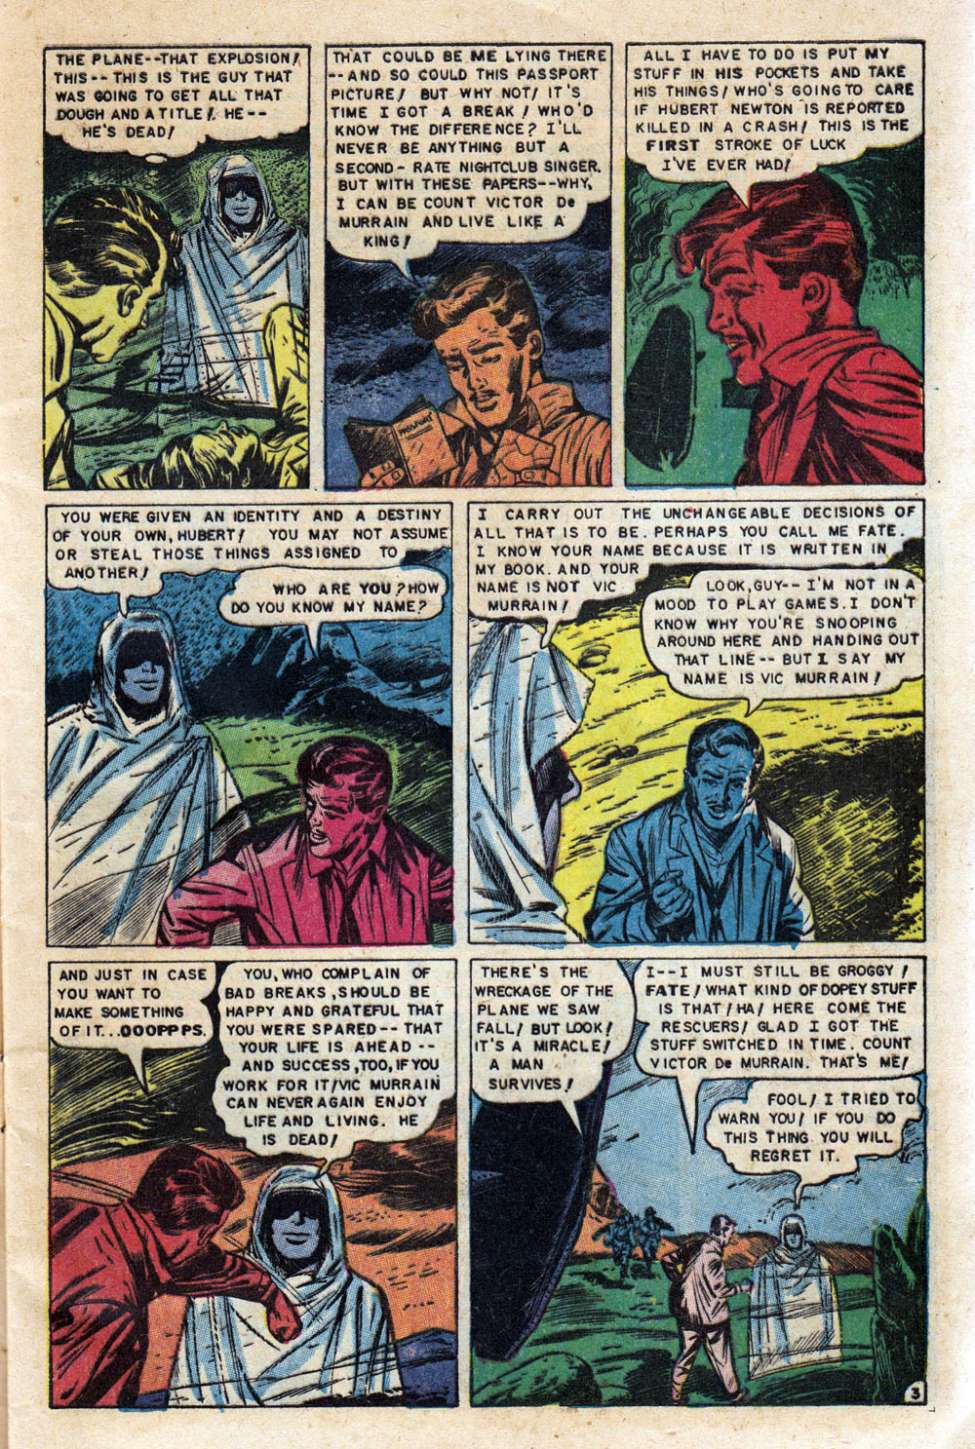 THE PLANE--THAT EXPLOSION!
THIS--THIS IS THE GUY THAT
WAS GOING TO GET ALL THAT
DOUGH AND A TITLE! HE--
HE'S DEAD!
THAT COULD BE ME LYING THERE
--AND SO COULD THIS PASSPORT
PICTURE! BUT WHY NOT! IT'S
TIME I GOT A BREAK! WHO'D
KNOW THE DIFFERENCE? I'LL
NEVER BE ANYTHING BUT A
SECOND-RATE NIGHTCLUB SINGER.
BUT WITH THESE PAPERS--WHY,
I CAN BE COUNT VICTOR De
MURRAIN AND LIVE LIKE A
KING!
PASSPORT
ALL I HAVE TO DO IS PUT MY
STUFF IN HIS POCKETS AND TAKE
HIS THINGS! WHO'S GOING TO CARE
IF HUBERT NEWTON IS REPORTED
KILLED IN A CRASH! THIS IS THE
FIRST STROKE OF LUCK
I'VE EVER HAD!
YOU WERE GIVEN AN IDENTITY AND A DESTINY
OF YOUR OWN, HUBERT! YOU MAY NOT ASSUME
OR STEAL THOSE THINGS ASSIGNED TO
ANOTHER!
WHO ARE YOU? HOW
DO YOU KNOW MY NAME?
I CARRY OUT THE UNCHANGEABLE DECISIONS OF
ALL THAT IS TO BE. PERHAPS YOU CALL ME FATE.
I KNOW YOUR NAME BECAUSE IT IS WRITTEN IN
MY BOOK. AND YOUR
NAME IS NOT VIC
MURRAIN!
LOOK, GUY--I'M NOT IN A
MOOD TO PLAY GAMES. I DON'T
KNOW WHY YOU'RE SNOOPING
AROUND HERE AND HANDING OUT
THAT LINE--BUT I SAY MY
NAME IS VIC MURRAIN!
AND JUST IN CASE
YOU WANT TO
MAKE SOMETHING
OF IT...OOOPPPS.
YOU, WHO COMPLAIN OF
BAD BREAKS, SHOULD BE
HAPPY AND GRATEFUL THAT
YOU WERE SPARED--THAT
YOUR LIFE IS AHEAD--
AND SUCCESS, TOO, IF YOU
WORK FOR IT! VIC MURRAIN
CAN NEVER AGAIN ENJOY
LIFE AND LIVING. HE
IS DEAD!
THERE'S THE
WRECKAGE OF THE
PLANE WE SAW
FALL! BUT LOOK!
IT'S A MIRACLE!
A MAN
SURVIVES!
I--I MUST STILL BE GROGGY!
FATE! WHAT KIND OF DOPEY STUFF
IS THAT! HA! HERE COME THE
RESCUERS! GLAD I GOT THE
STUFF SWITCHED IN TIME. COUNT
VICTOR De MURRAIN. THAT'S ME!
FOOL! I TRIED TO
WARN YOU! IF YOU DO
THIS THING YOU WILL
REGRET IT.
3